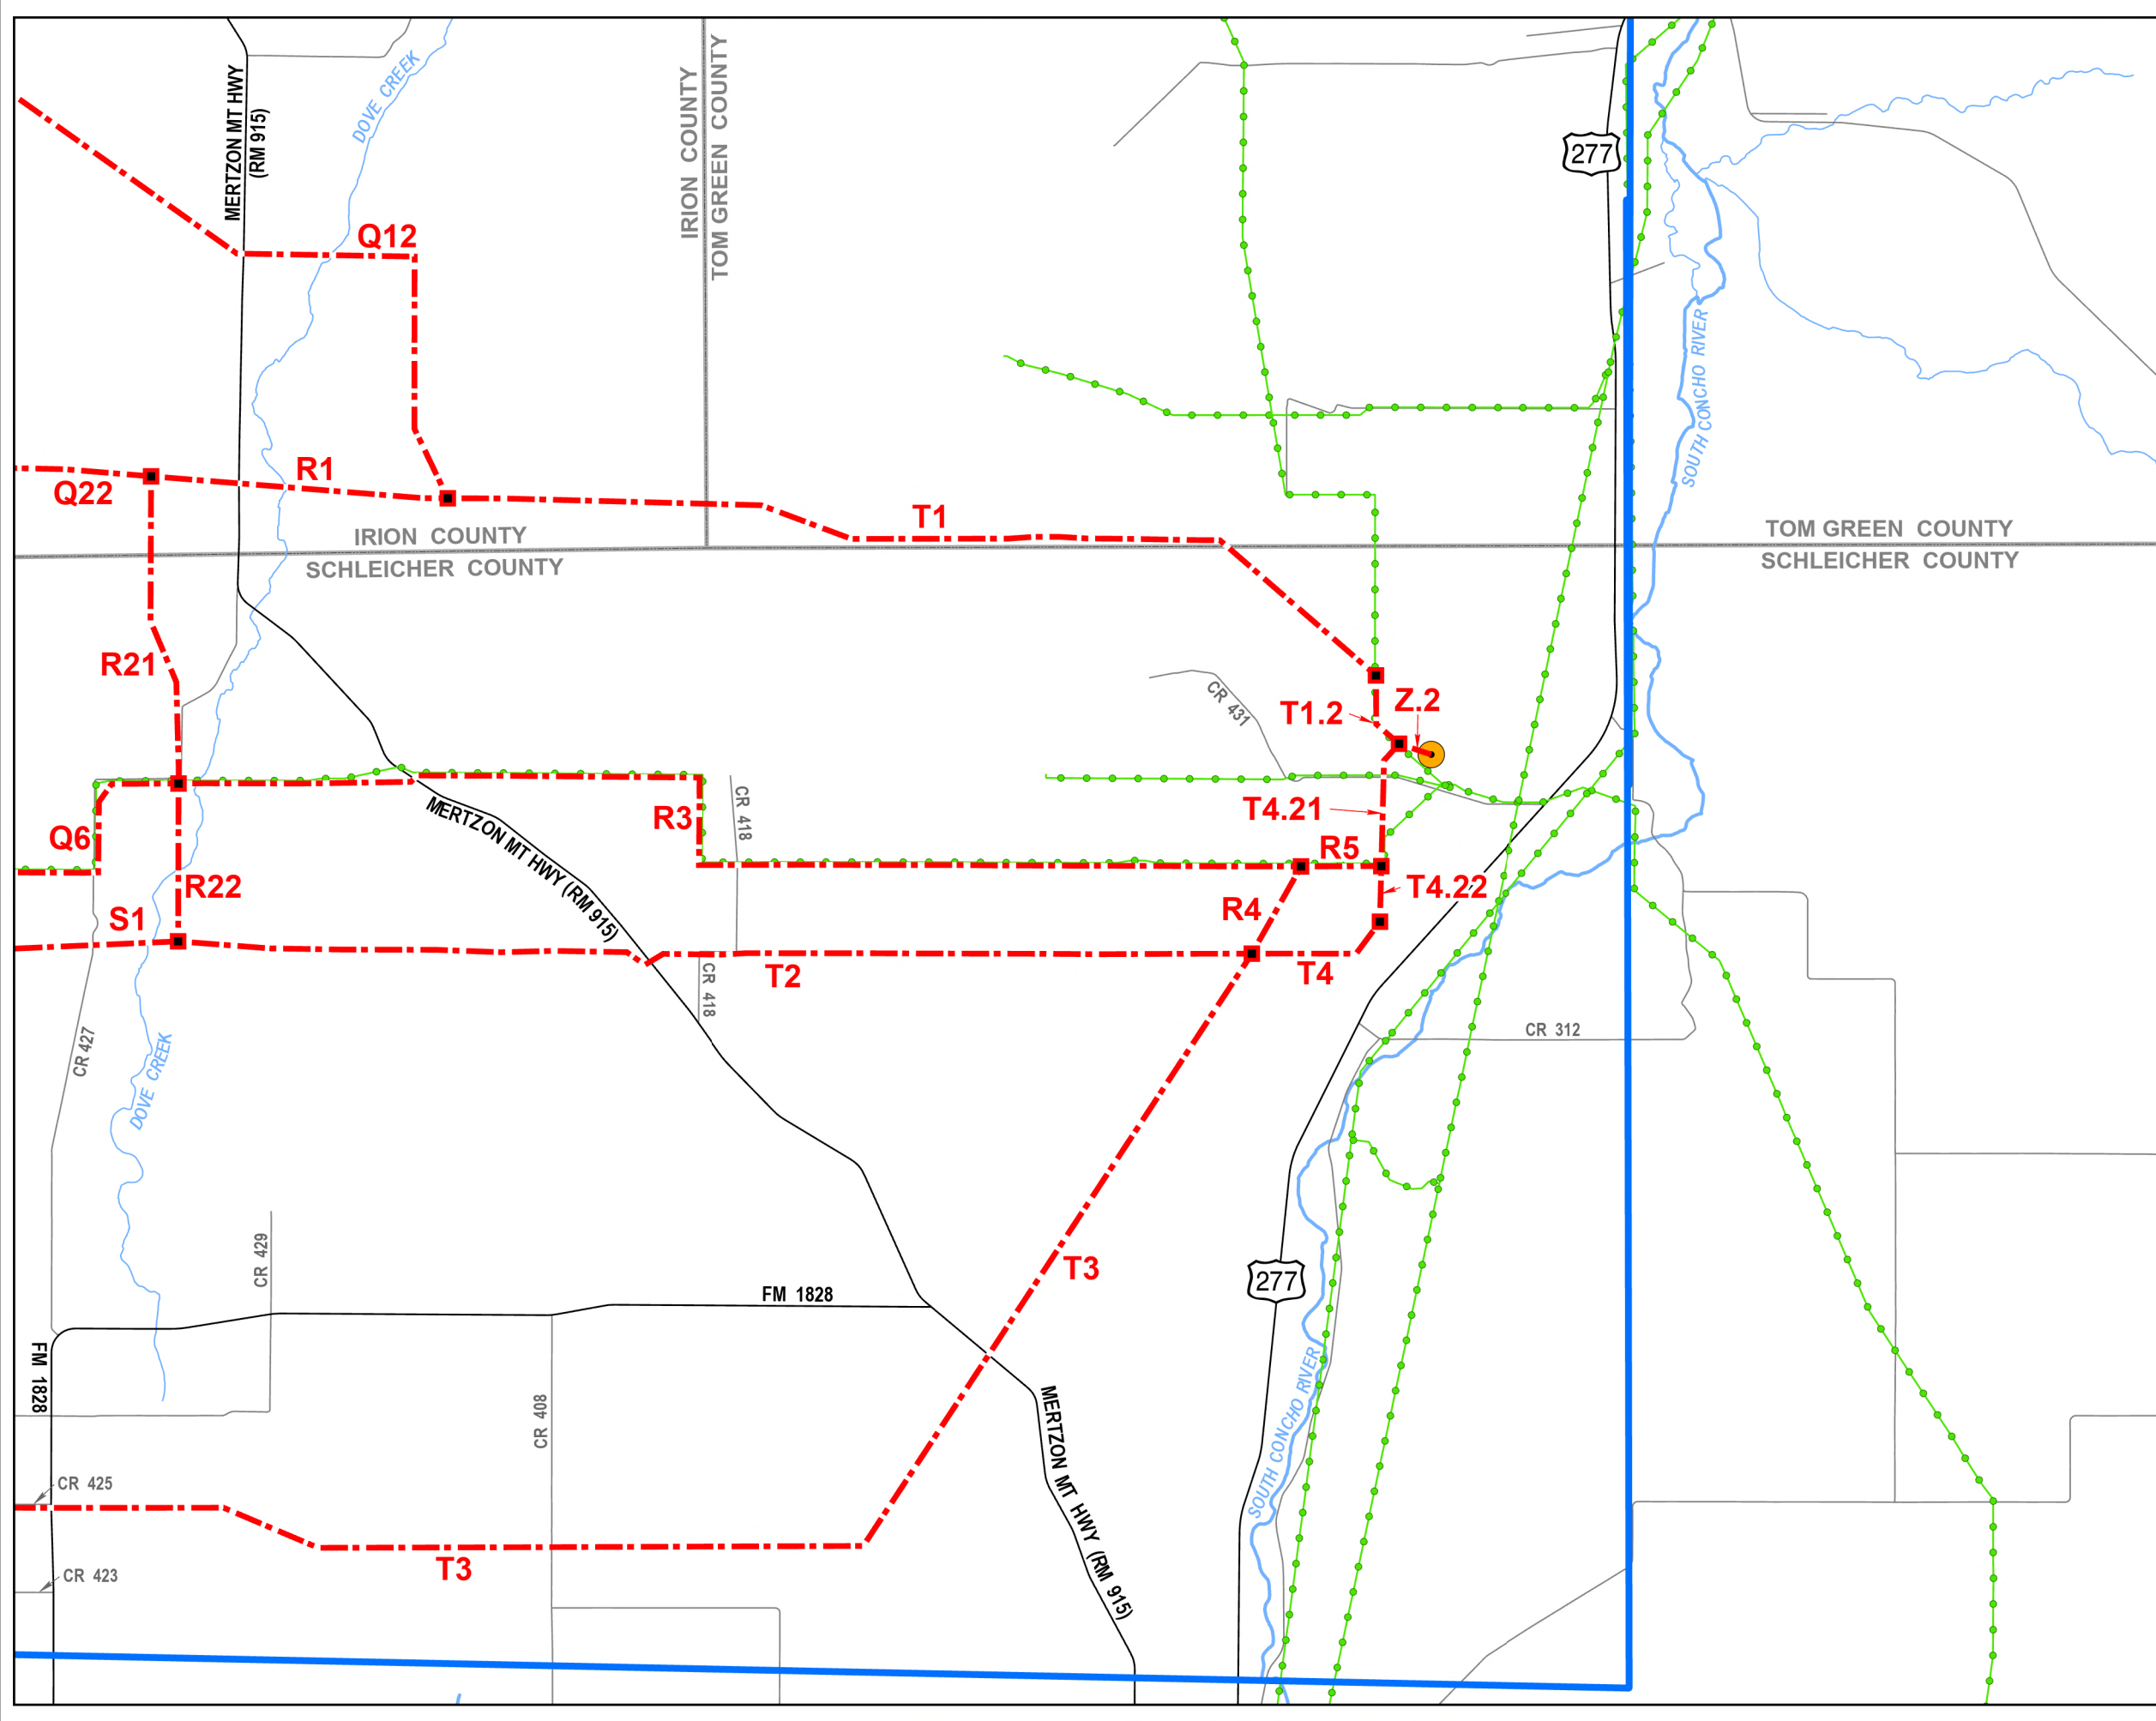 MERTZON MT HWY
(RM 915)
DOVE CREEK
IRION COUNTY
TOM GREEN COUNTY
277
Q12
SOUTH CONCHO RIVER
Q22
R1
T1
IRION COUNTY
SCHLEICHER COUNTY
TOM GREEN COUNTY
SCHLEICHER COUNTY
R21
CR 431
T1.2
Z.2
MERTZON MT HWY (RM 915)
Q6
R3
CR 418
T4.21
R5
R22
T4.22
S1
R4
T2
CR 418
T4
CR 427
DOVE CREEK
CR 312
CR 429
T3
277
FM 1828
FM 1828
CR 408
MERTZON MT HWY (RM 915)
SOUTH CONCHO RIVER
CR 425
T3
CR 423